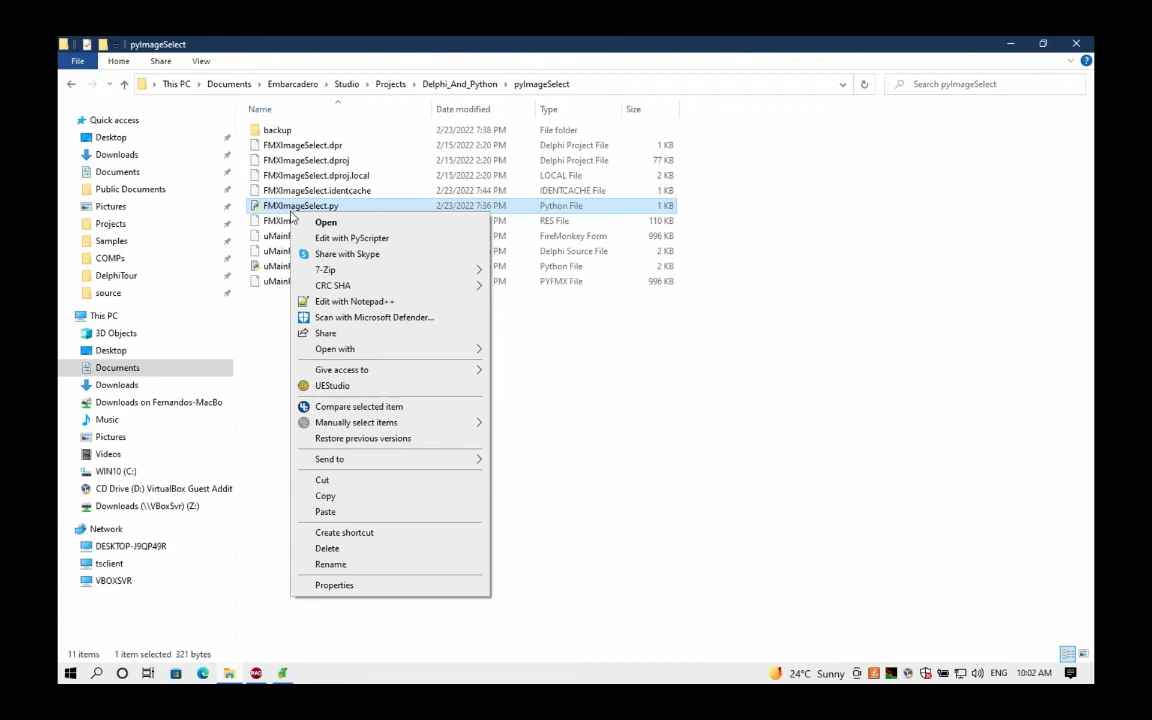 pyImageSelect
File Home Share View
This PC Documents Embarcadero Studio Projects Delphi_And_Python pyImageSelect Search pyImageSelect
Name Date modified Type Size
Quick access
Desktop
Downloads
Documents
Public Documents
Pictures
Projects
Samples
COMPs
DelphiTour
source
This PC
3D Objects
Desktop
Documents
Downloads
Downloads on Fernandos-MacBo
Music
Pictures
Videos
WIN10 (C:)
CD Drive (D:) VirtualBox Guest Addit
Downloads (\\VBoxSvr) (Z:)
Network
DESKTOP-J9QP49R
tsclient
VBOXSVR
backup 2/23/2022 7:38 PM File folder
FMXImageSelect.dpr 2/15/2022 2:20 PM Delphi Project File 1 KB
FMXImageSelect.dproj 2/15/2022 2:20 PM Delphi Project File 77 KB
FMXImageSelect.dproj.local 2/15/2022 2:20 PM LOCAL File 2 KB
FMXImageSelect.identcache 2/23/2022 7:44 PM IDENTCACHE File 1 KB
FMXImageSelect.py 2/23/2022 7:36 PM Python File 1 KB
FMXIm PM RES File 110 KB
uMainF PM FireMonkey Form 996 KB
uMainF PM Delphi Source File 2 KB
uMainF PM Python File 2 KB
uMainF PM PYFMX File 996 KB
Open
Edit with PyScripter
Share with Skype
7-Zip
CRC SHA
Edit with Notepad++
Scan with Microsoft Defender...
Share
Open with
Give access to
UEStudio
Compare selected item
Manually select items
Restore previous versions
Send to
Cut
Copy
Paste
Create shortcut
Delete
Rename
Properties
11 items 1 item selected 321 bytes
24°C Sunny ENG 10:02 AM